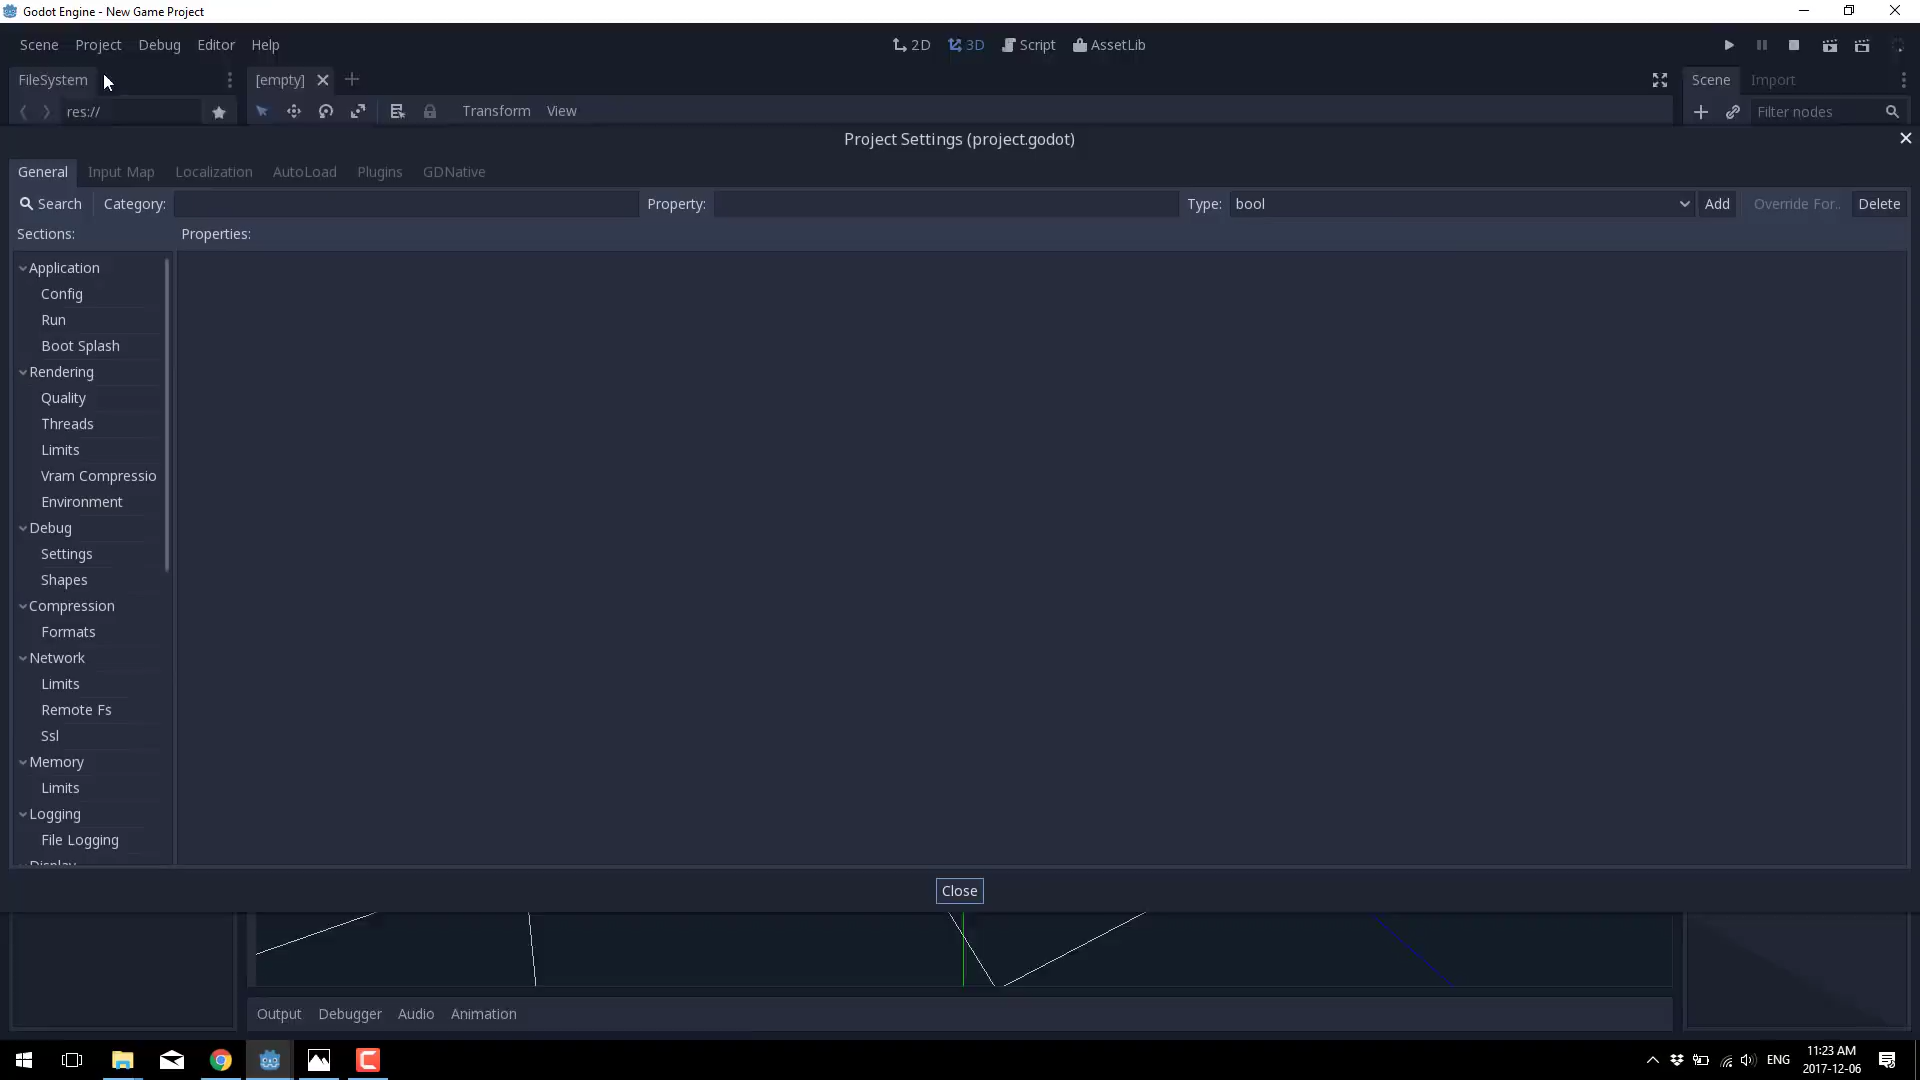 Godot Engine - New Game Project
Scene Project Debug Editor Help
2D 3D Script AssetLib
FileSystem
[empty]
Scene Import
res://
Transform View
Filter nodes
Project Settings (project.godot)
General Input Map Localization AutoLoad Plugins GDNative
Search Category: Property: Type: bool Add Override For.. Delete
Sections: Properties:
Application
Config
Run
Boot Splash
Rendering
Quality
Threads
Limits
Vram Compressio
Environment
Debug
Settings
Shapes
Compression
Formats
Network
Limits
Remote Fs
Ssl
Memory
Limits
Logging
File Logging
Display
Close
Output Debugger Audio Animation
ENG
11:23 AM
2017-12-06